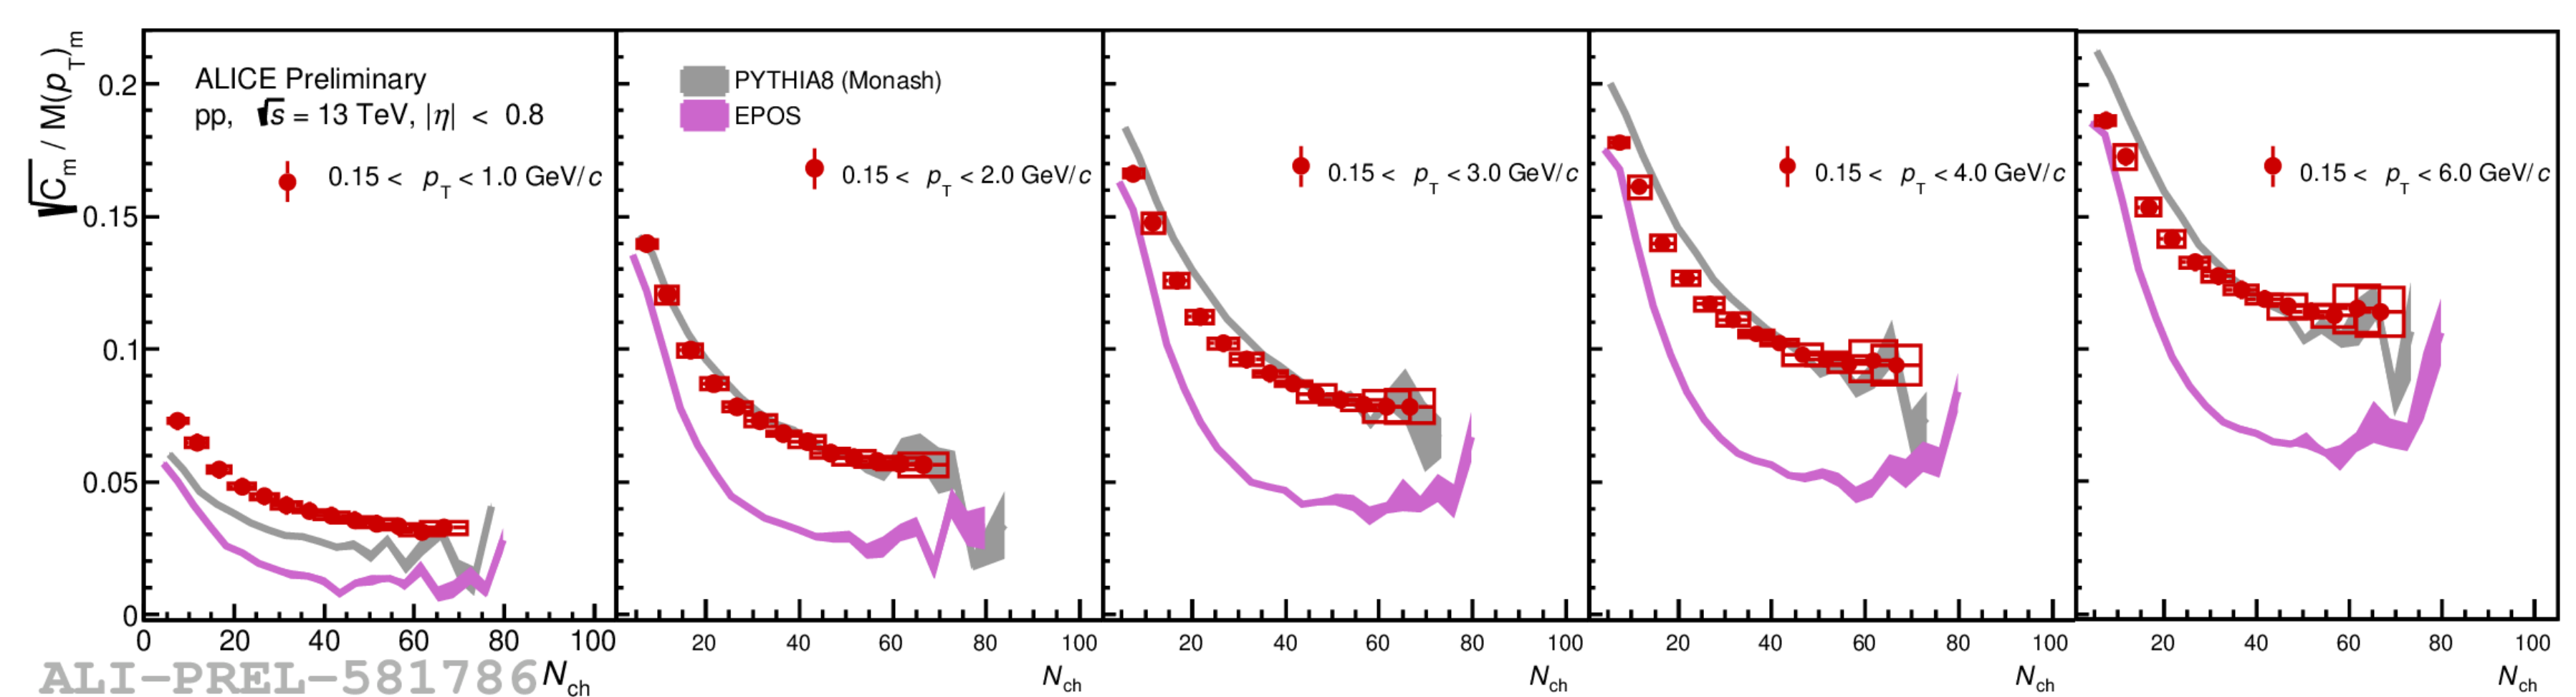 √C_m / M(p_T)_m
ALICE Preliminary
pp, √s = 13 TeV, |η| < 0.8
PYTHIA8 (Monash)
EPOS
0.15 < p_T < 1.0 GeV/c
0.15 < p_T < 2.0 GeV/c
0.15 < p_T < 3.0 GeV/c
0.15 < p_T < 4.0 GeV/c
0.15 < p_T < 6.0 GeV/c
0.2
0.15
0.1
0.05
0
0 20 40 60 80 100
20 40 60 80 100
20 40 60 80 100
20 40 60 80 100
20 40 60 80 100
N_ch
N_ch
N_ch
N_ch
N_ch
ALI-PREL-581786